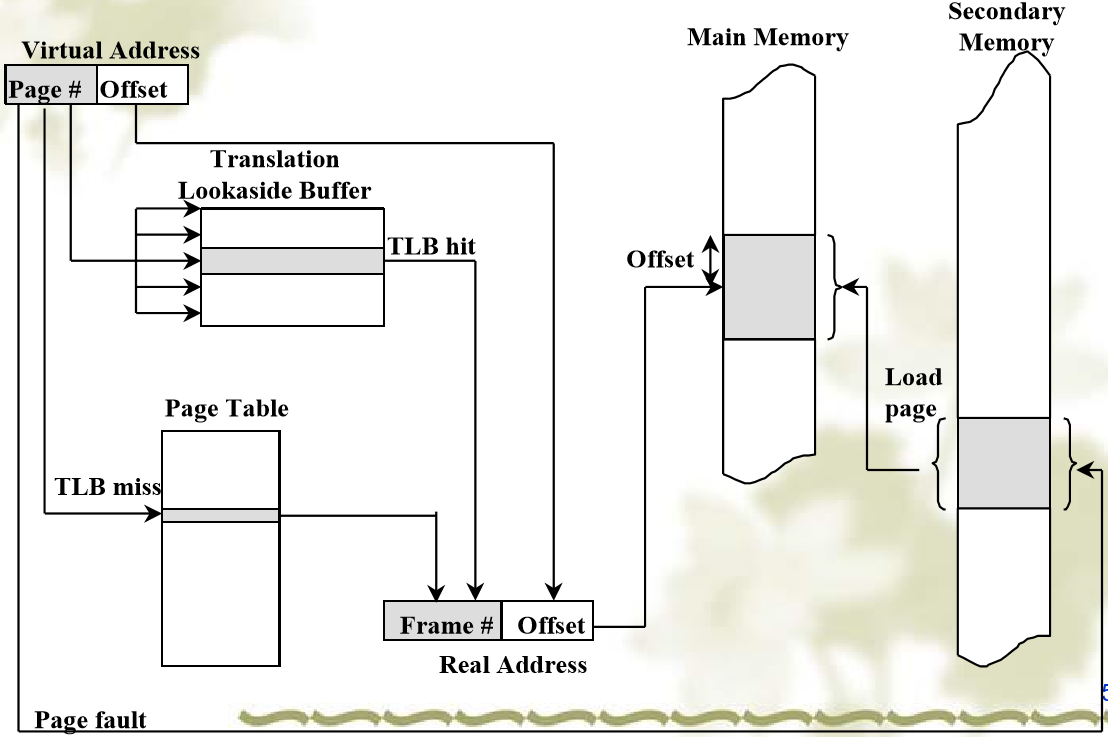 Secondary
Memory
Main Memory
Virtual Address
Page #
Offset
Translation
Lookaside Buffer
TLB hit
Offset
Load
page
Page Table
TLB miss
Frame #
Offset
Real Address
Page fault
5